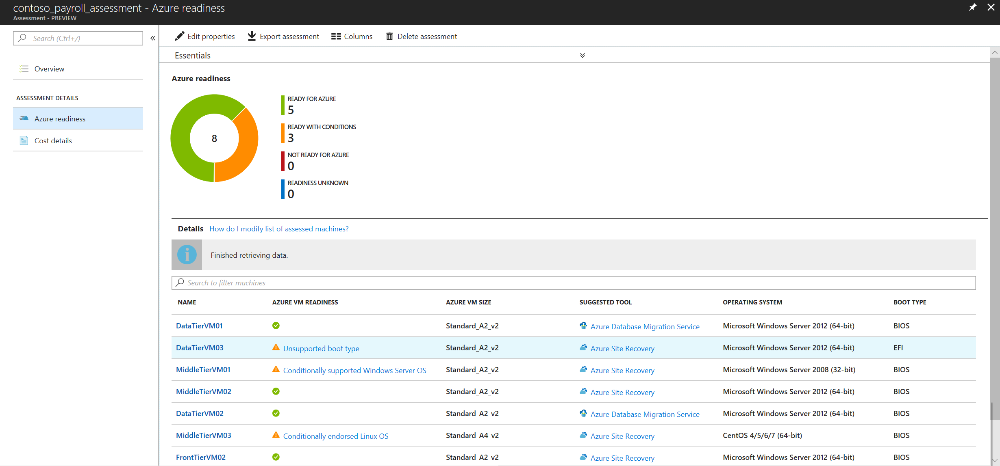 contoso_payroll_assessment - Azure readiness
Assessment - PREVIEW
Search (Ctrl+/)
Overview
ASSESSMENT DETAILS
Azure readiness
Cost details
Edit properties
Export assessment
Columns
Delete assessment
Essentials
Azure readiness
8
READY FOR AZURE
5
READY WITH CONDITIONS
3
NOT READY FOR AZURE
0
READINESS UNKNOWN
0
Details How do I modify list of assessed machines?
Finished retrieving data.
Search to filter machines
NAME AZURE VM READINESS AZURE VM SIZE SUGGESTED TOOL OPERATING SYSTEM BOOT TYPE
DataTierVM01 Standard_A2_v2 Azure Database Migration Service Microsoft Windows Server 2012 (64-bit) BIOS
DataTierVM03 Unsupported boot type Standard_A2_v2 Azure Site Recovery Microsoft Windows Server 2012 (64-bit) EFI
MiddleTierVM01 Conditionally supported Windows Server OS Standard_A2_v2 Azure Site Recovery Microsoft Windows Server 2008 (32-bit) BIOS
MiddleTierVM02 Standard_A2_v2 Azure Site Recovery Microsoft Windows Server 2012 (64-bit) BIOS
DataTierVM02 Standard_A2_v2 Azure Database Migration Service Microsoft Windows Server 2012 (64-bit) BIOS
MiddleTierVM03 Conditionally endorsed Linux OS Standard_A4_v2 Azure Site Recovery CentOS 4/5/6/7 (64-bit) BIOS
FrontTierVM02 Standard_A2_v2 Azure Site Recovery Microsoft Windows Server 2012 (64-bit) BIOS